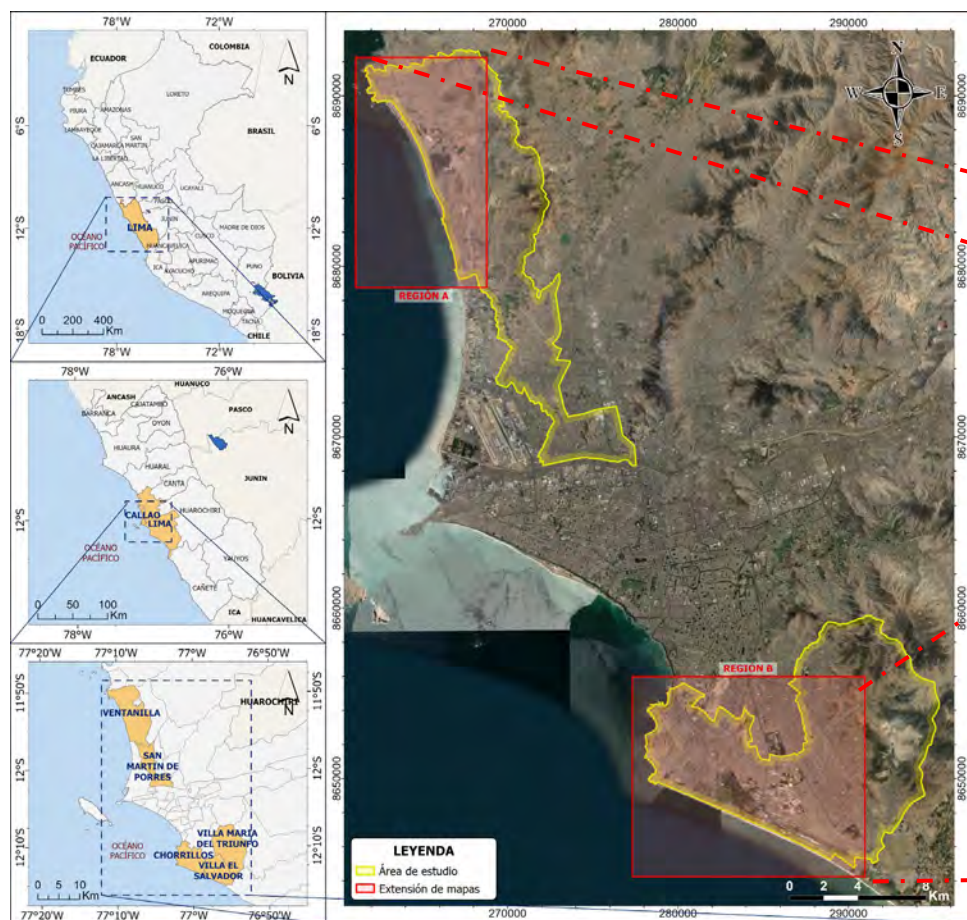 78°W
72°W
COLOMBIA
ECUADOR
N
TUMBES
LORETO
PIURA
AMAZONAS
6°S
6°S
LAMBAYEQUE
SAN
MARTIN
CAJAMARCA
BRASIL
LA LIBERTAD
ANCASH
HUANUCO
UCAYALI
PASCO
JUNIN
LIMA
12°S
12°S
OCÉANO
PACÍFICO
MADRE DE DIOS
CUSCO
HUANCAVELICA
APURIMAC
ICA
AYACUCHO
PUNO
BOLIVIA
AREQUIPA
MOQUEGUA
TACNA
CHILE
0 200 400
Km
18°S
18°S
78°W
72°W
78°W
76°W
HUANUCO
ANCASH
CAJATAMBO
BARRANCA
OYON
PASCO
N
HUAURA
HUARAL
JUNIN
CANTA
12°S
12°S
CALLAO
LIMA
HUAROCHIRI
OCÉANO
PACÍFICO
YAUYOS
CAÑETE
0 50 100
Km
ICA
HUANCAVELICA
78°W
76°W
77°20'W
77°10'W
77°W
76°50'W
11°50'S
11°50'S
HUAROCHIRI
N
VENTANILLA
SAN
MARTIN DE
PORRES
12°S
12°S
VILLA MARIA
DEL TRIUNFO
12°10'S
12°10'S
OCÉANO
PACÍFICO
CHORRILLOS
VILLA EL
SALVADOR
0 5 10
Km
77°20'W
77°10'W
77°W
76°50'W
270000
280000
290000
N
W
E
S
8690000
8690000
8680000
8680000
REGIÓN A
8670000
8670000
8660000
8660000
REGIÓN B
8650000
8650000
LEYENDA
Área de estudio
Extensión de mapas
0 2 4 8
Km
270000
280000
290000